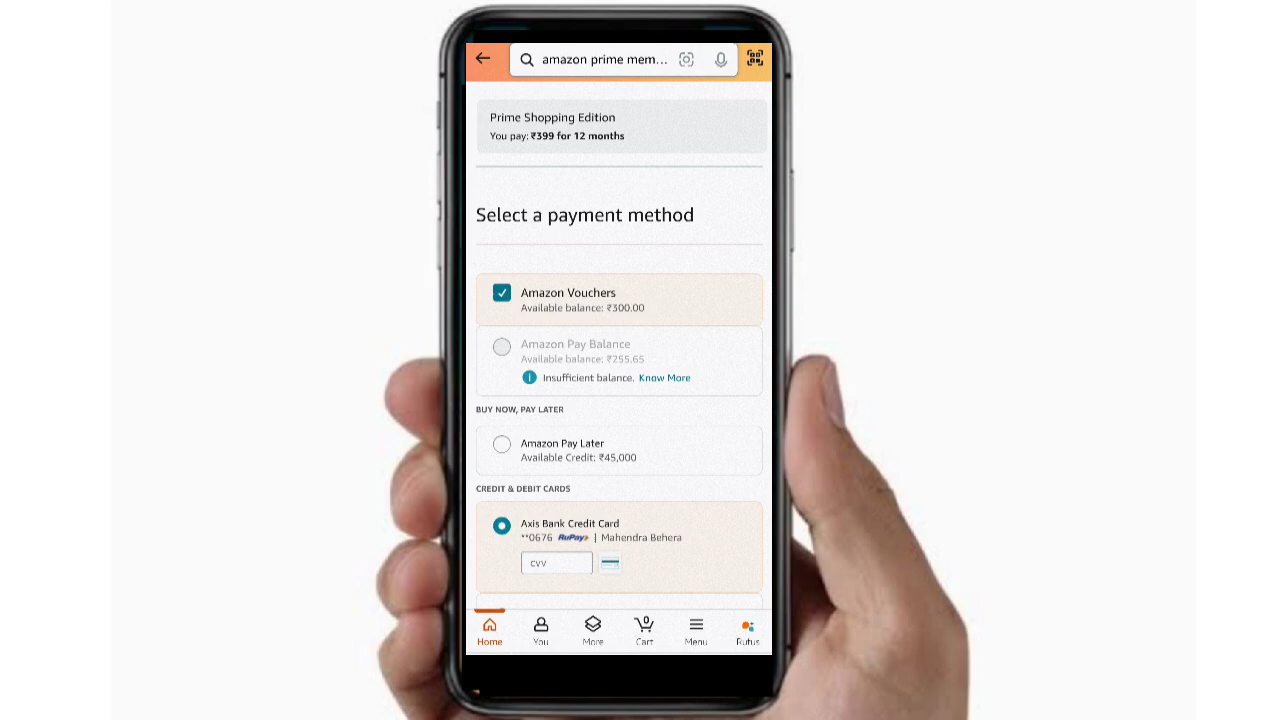 amazon prime mem...
Prime Shopping Edition
You pay: ₹399 for 12 months
Select a payment method
Amazon Vouchers
Available balance: ₹300.00
Amazon Pay Balance
Available balance: ₹255.65
Insufficient balance. Know More
BUY NOW, PAY LATER
Amazon Pay Later
Available Credit: ₹45,000
CREDIT & DEBIT CARDS
Axis Bank Credit Card
**0676 RuPay | Mahendra Behera
CVV
0
Home You More Cart Menu Rufus